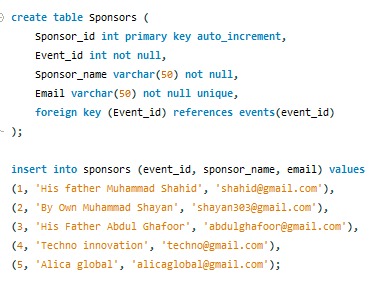 create table Sponsors (
Sponsor_id int primary key auto_increment,
Event_id int not null,
Sponsor_name varchar(50) not null,
Email varchar(50) not null unique,
foreign key (Event_id) references events(event_id)
);
insert into sponsors (event_id, sponsor_name, email) values
(1, 'His father Muhammad Shahid', 'shahid@gmail.com'),
(2, 'By Own Muhammad Shayan', 'shayan303@gmail.com'),
(3, 'His Father Abdul Ghafoor', 'abdulghafoor@gmail.com'),
(4, 'Techno innovation', 'techno@gmail.com'),
(5, 'Alica global', 'alicaglobal@gmail.com');